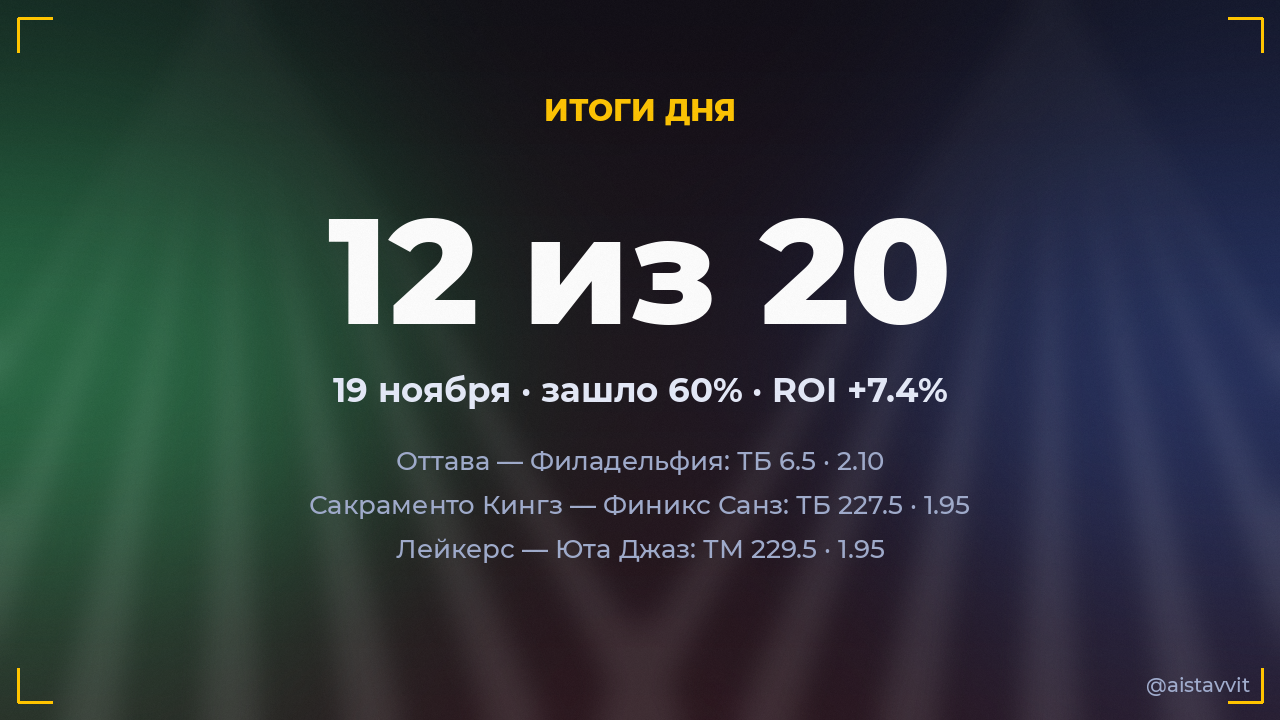 ИТОГИ ДНЯ
12 из 20
19 ноября · зашло 60% · ROI +7.4%
Оттава — Филадельфия: ТБ 6.5 · 2.10
Сакраменто Кингз — Финикс Санз: ТБ 227.5 · 1.95
Лейкерс — Юта Джаз: ТМ 229.5 · 1.95
@aistavvit